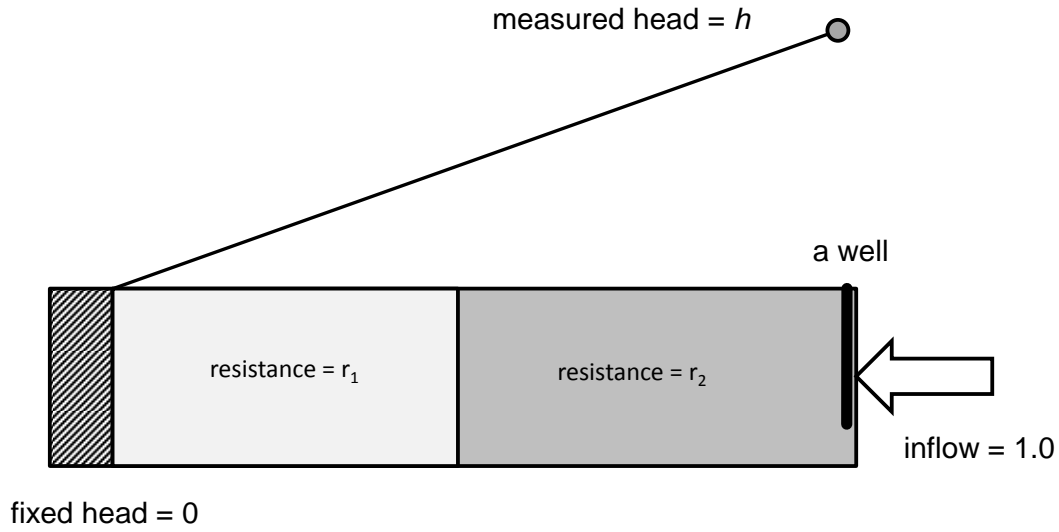 measured head = h
a well
resistance = r₁
resistance = r₂
inflow = 1.0
fixed head = 0